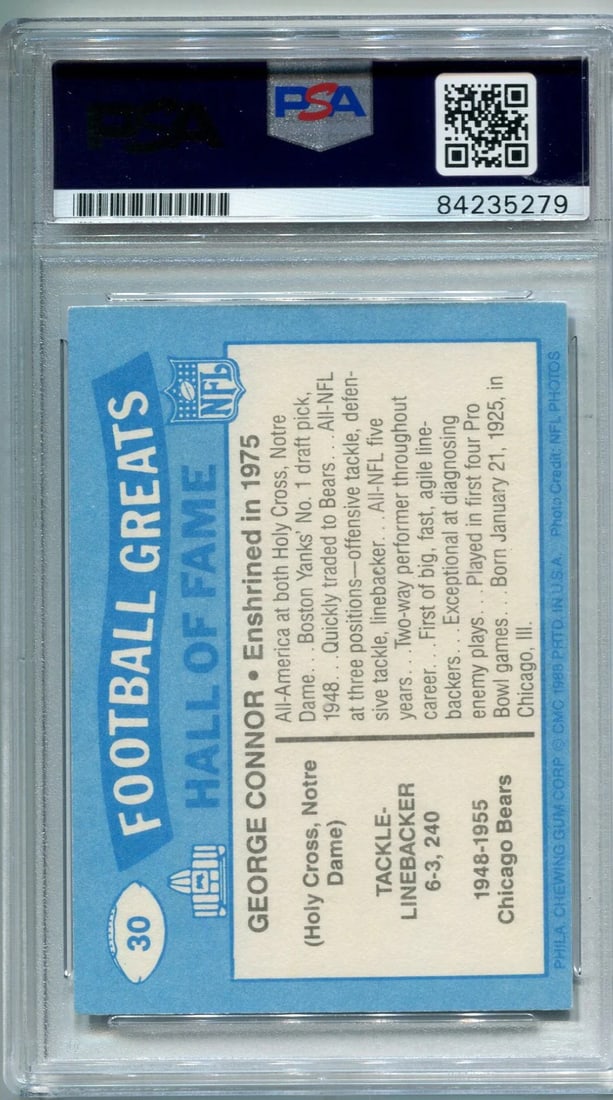 PSA
PSA
84235279
30
FOOTBALL GREATS
HALL OF FAME
NFL
GEORGE CONNOR • Enshrined in 1975
(Holy Cross, Notre
Dame)
TACKLE-
LINEBACKER
6-3, 240
1948-1955
Chicago Bears
All-America at both Holy Cross, Notre
Dame...Boston Yanks' No. 1 draft pick,
1948...Quickly traded to Bears...All-NFL
at three positions—offensive tackle, defen-
sive tackle, linebacker...All-NFL five
years...Two-way performer throughout
career...First of big, fast, agile line-
backers...Exceptional at diagnosing
enemy plays...Played in first four Pro
Bowl games...Born January 21, 1925, in
Chicago, Ill.
PHILA. CHEWING GUM CORP. © CMC 1988 PRTD. IN U.S.A. Photo Credit: NFL PHOTOS